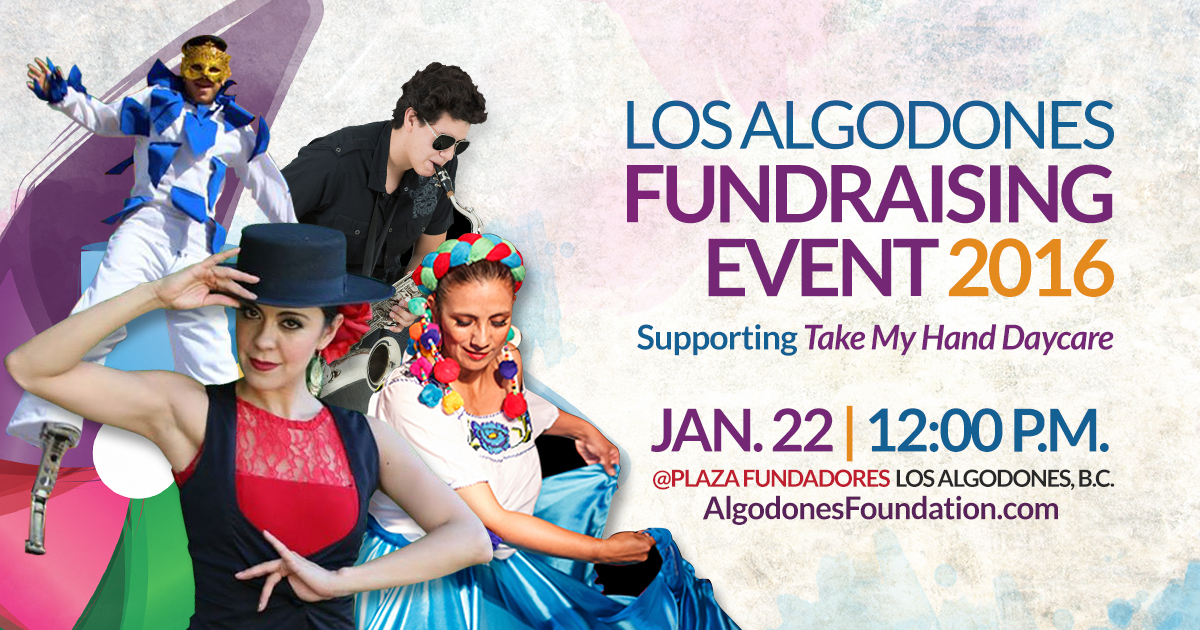 LOS ALGODONES
FUNDRAISING
EVENT 2016
Supporting Take My Hand Daycare
JAN. 22 | 12:00 P.M.
@PLAZA FUNDADORES LOS ALGODONES, B.C.
AlgodonesFoundation.com